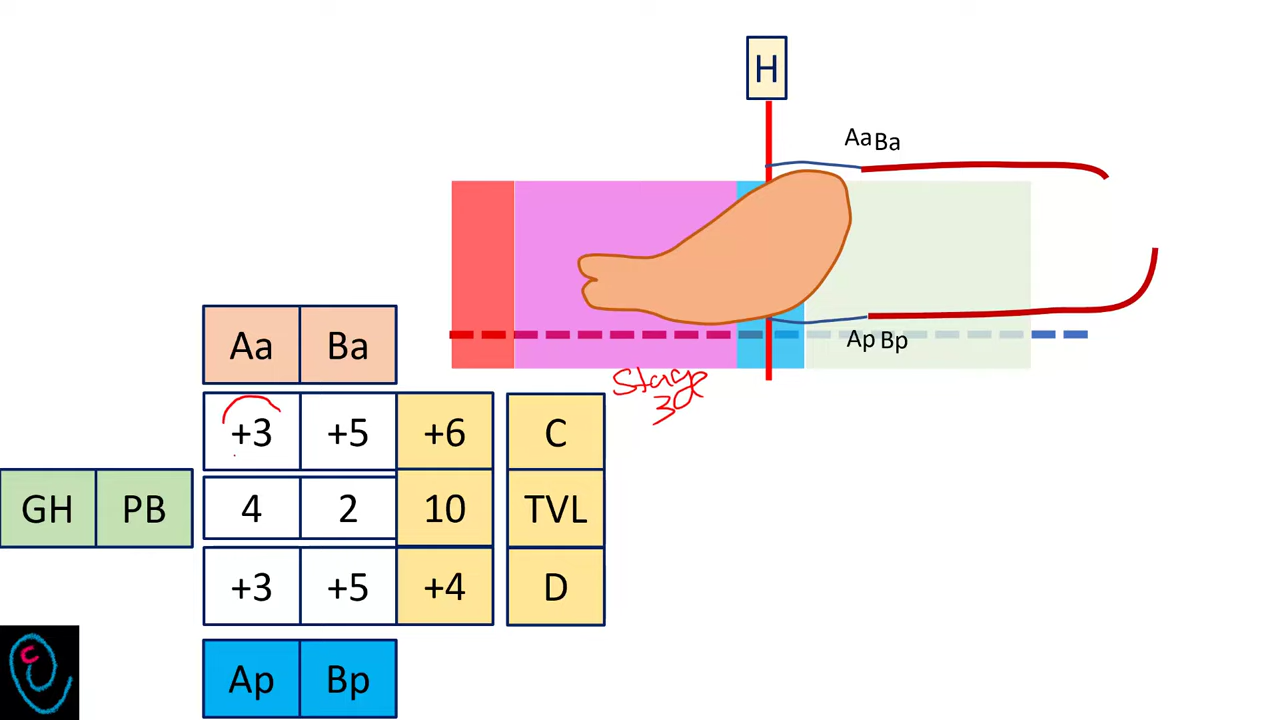 H
Aa Ba
Ap Bp
Stage
3
Aa Ba
+3 +5 +6 C
GH PB 4 2 10 TVL
+3 +5 +4 D
Ap Bp